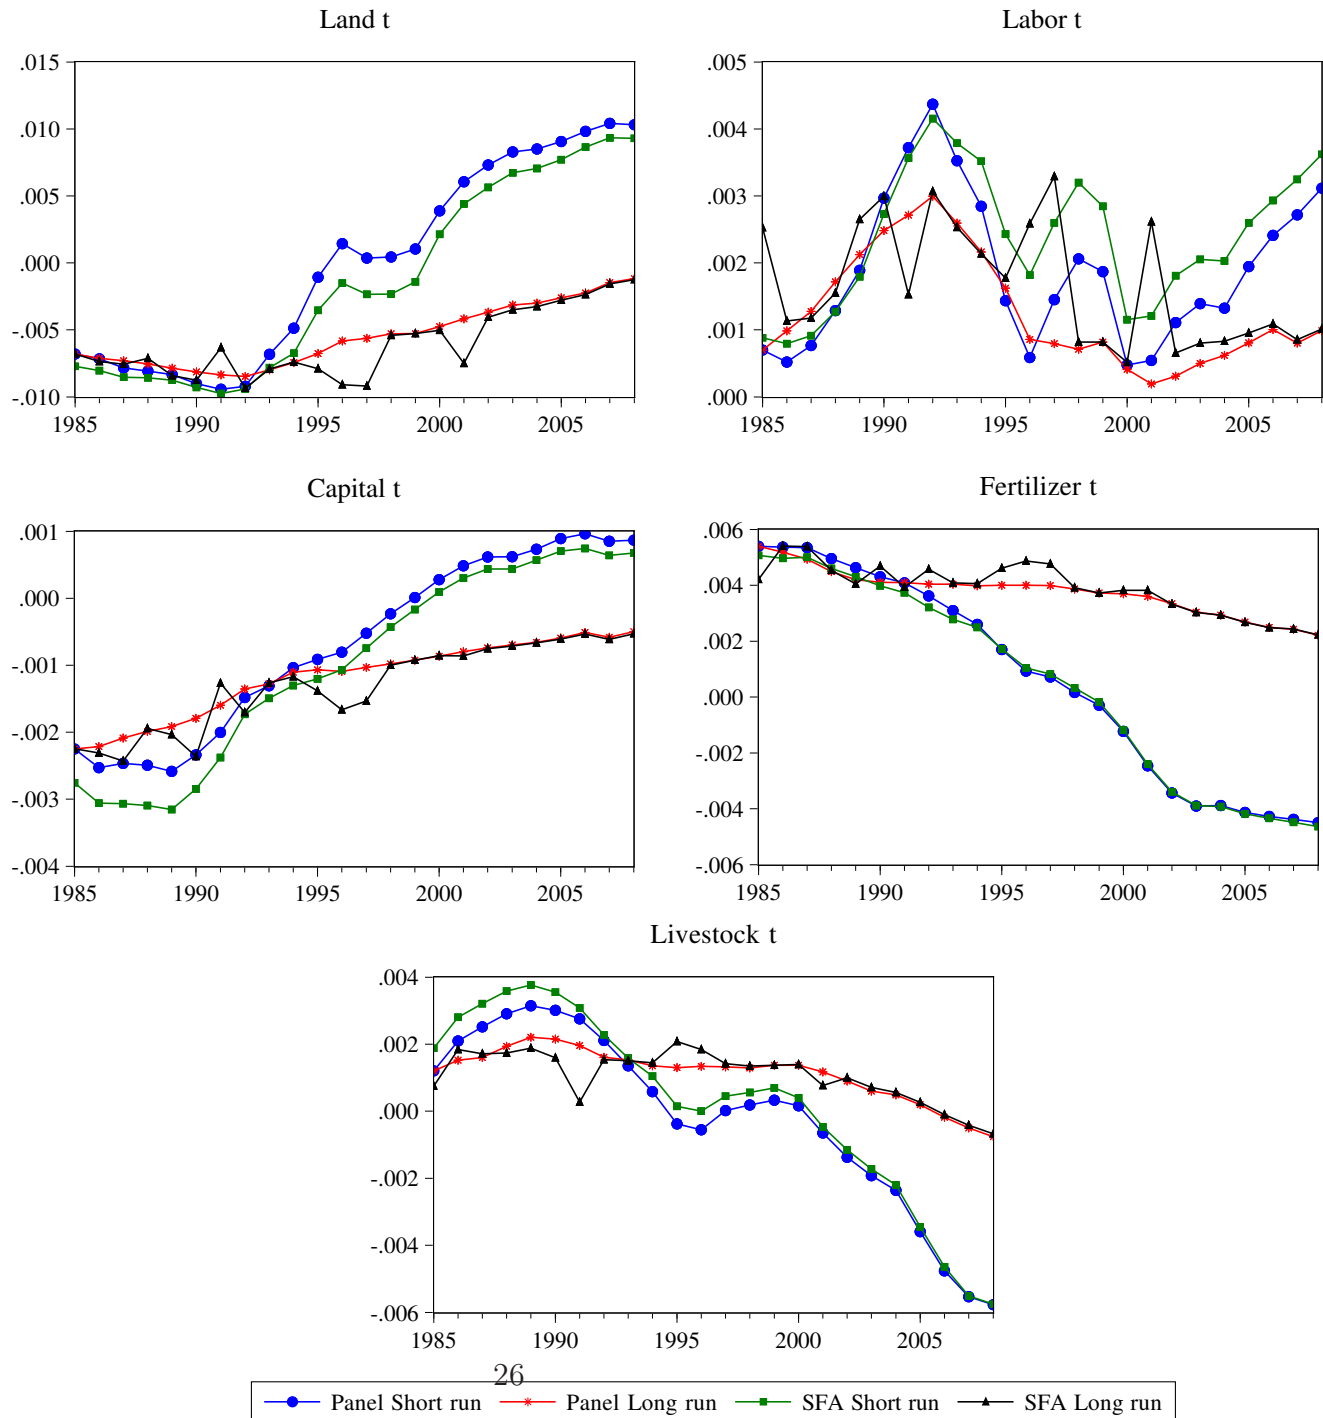 Land t
.015
.010
.005
.000
-.005
-.010
1985 1990 1995 2000 2005
Labor t
.005
.004
.003
.002
.001
.000
1985 1990 1995 2000 2005
Capital t
.001
.000
-.001
-.002
-.003
-.004
1985 1990 1995 2000 2005
Fertilizer t
.006
.004
.002
.000
-.002
-.004
-.006
1985 1990 1995 2000 2005
Livestock t
.004
.002
.000
-.002
-.004
-.006
1985 1990 1995 2000 2005
26
Panel Short run Panel Long run SFA Short run SFA Long run